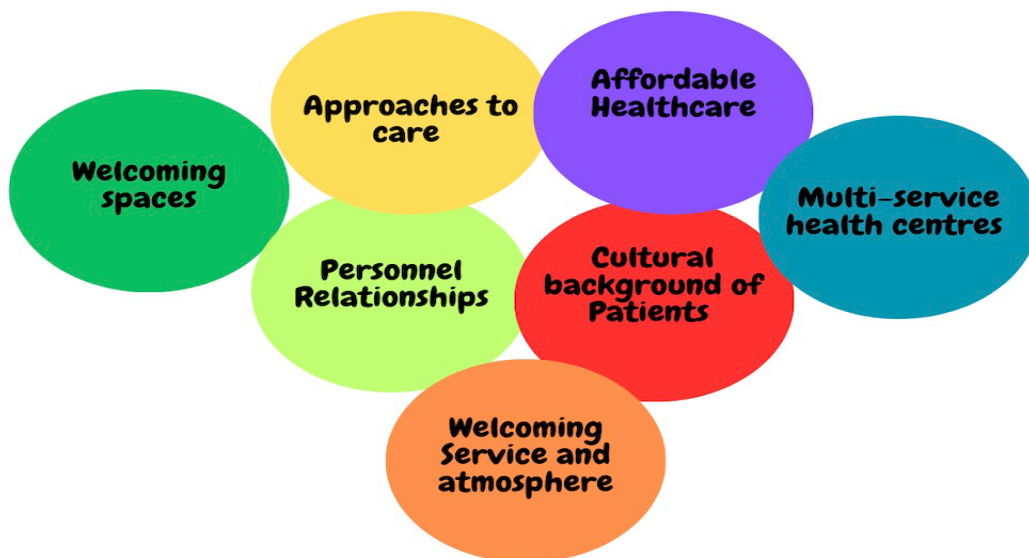 Approaches to
care
Affordable
Healthcare
Welcoming
spaces
Multi-service
health centres
Personnel
Relationships
Cultural
background of
Patients
Welcoming
Service and
atmosphere